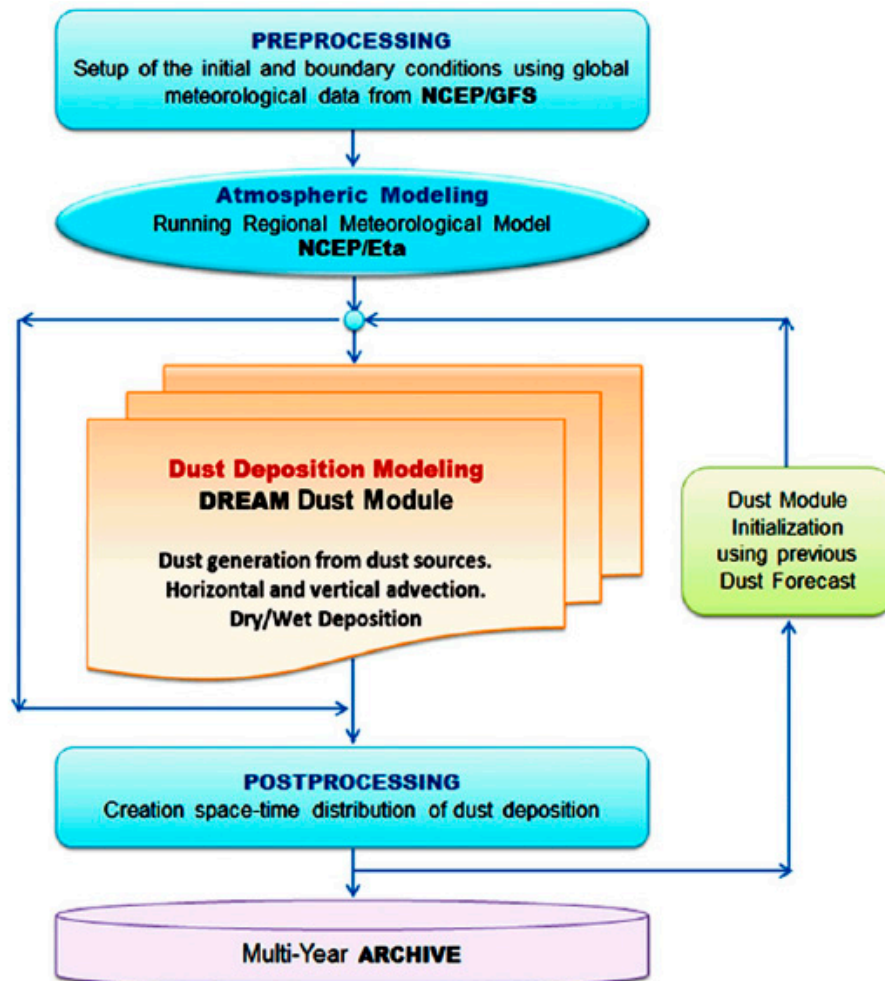 PREPROCESSING
Setup of the initial and boundary conditions using global
meteorological data from NCEP/GFS
Atmospheric Modeling
Running Regional Meteorological Model
NCEP/Eta
Dust Deposition Modeling
DREAM Dust Module
Dust generation from dust sources.
Horizontal and vertical advection.
Dry/Wet Deposition
Dust Module
Initialization
using previous
Dust Forecast
POSTPROCESSING
Creation space-time distribution of dust deposition
Multi-Year ARCHIVE